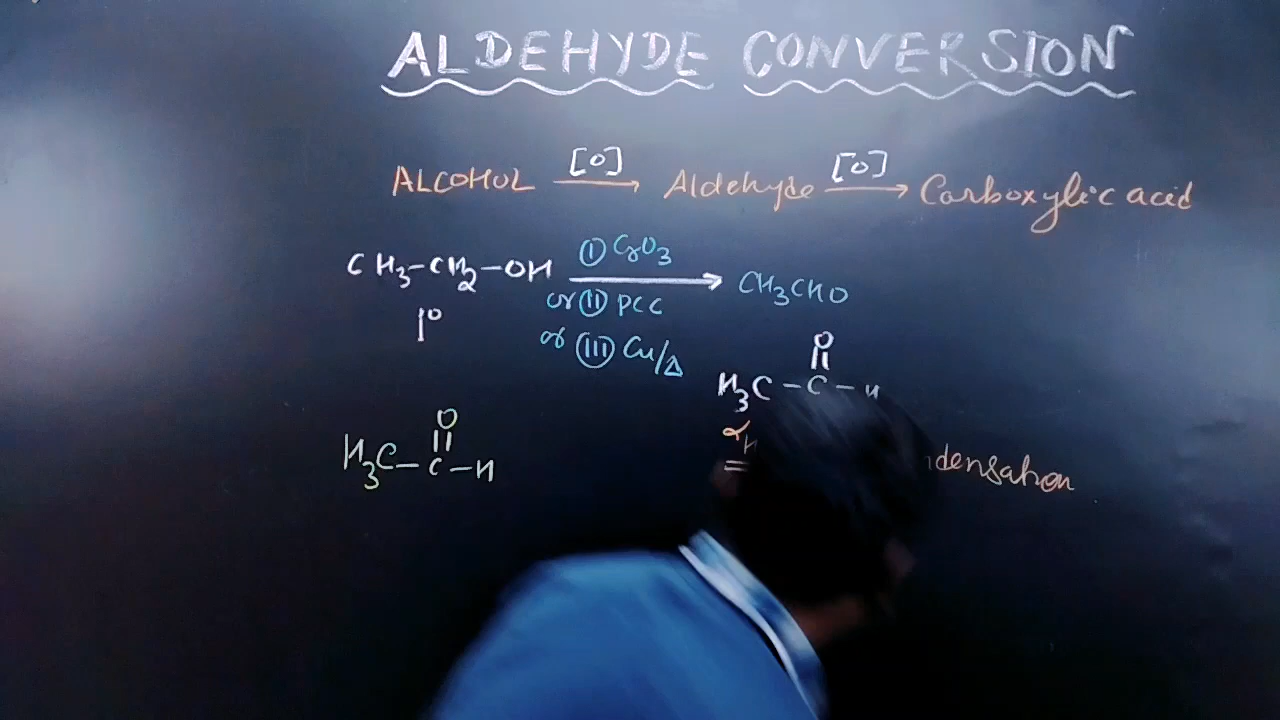 ALDEHYDE CONVERSION
ALCOHOL [O] Aldehyde [O] Carboxylic acid
CH3-CH2-OH Ⓘ CrO3 CH3CHO
or Ⓘ Ⓘ PCC
1°
or ⒾⒾⒾ Cu/Δ
O
H3C-C-H
O
H3C-C-H
αH